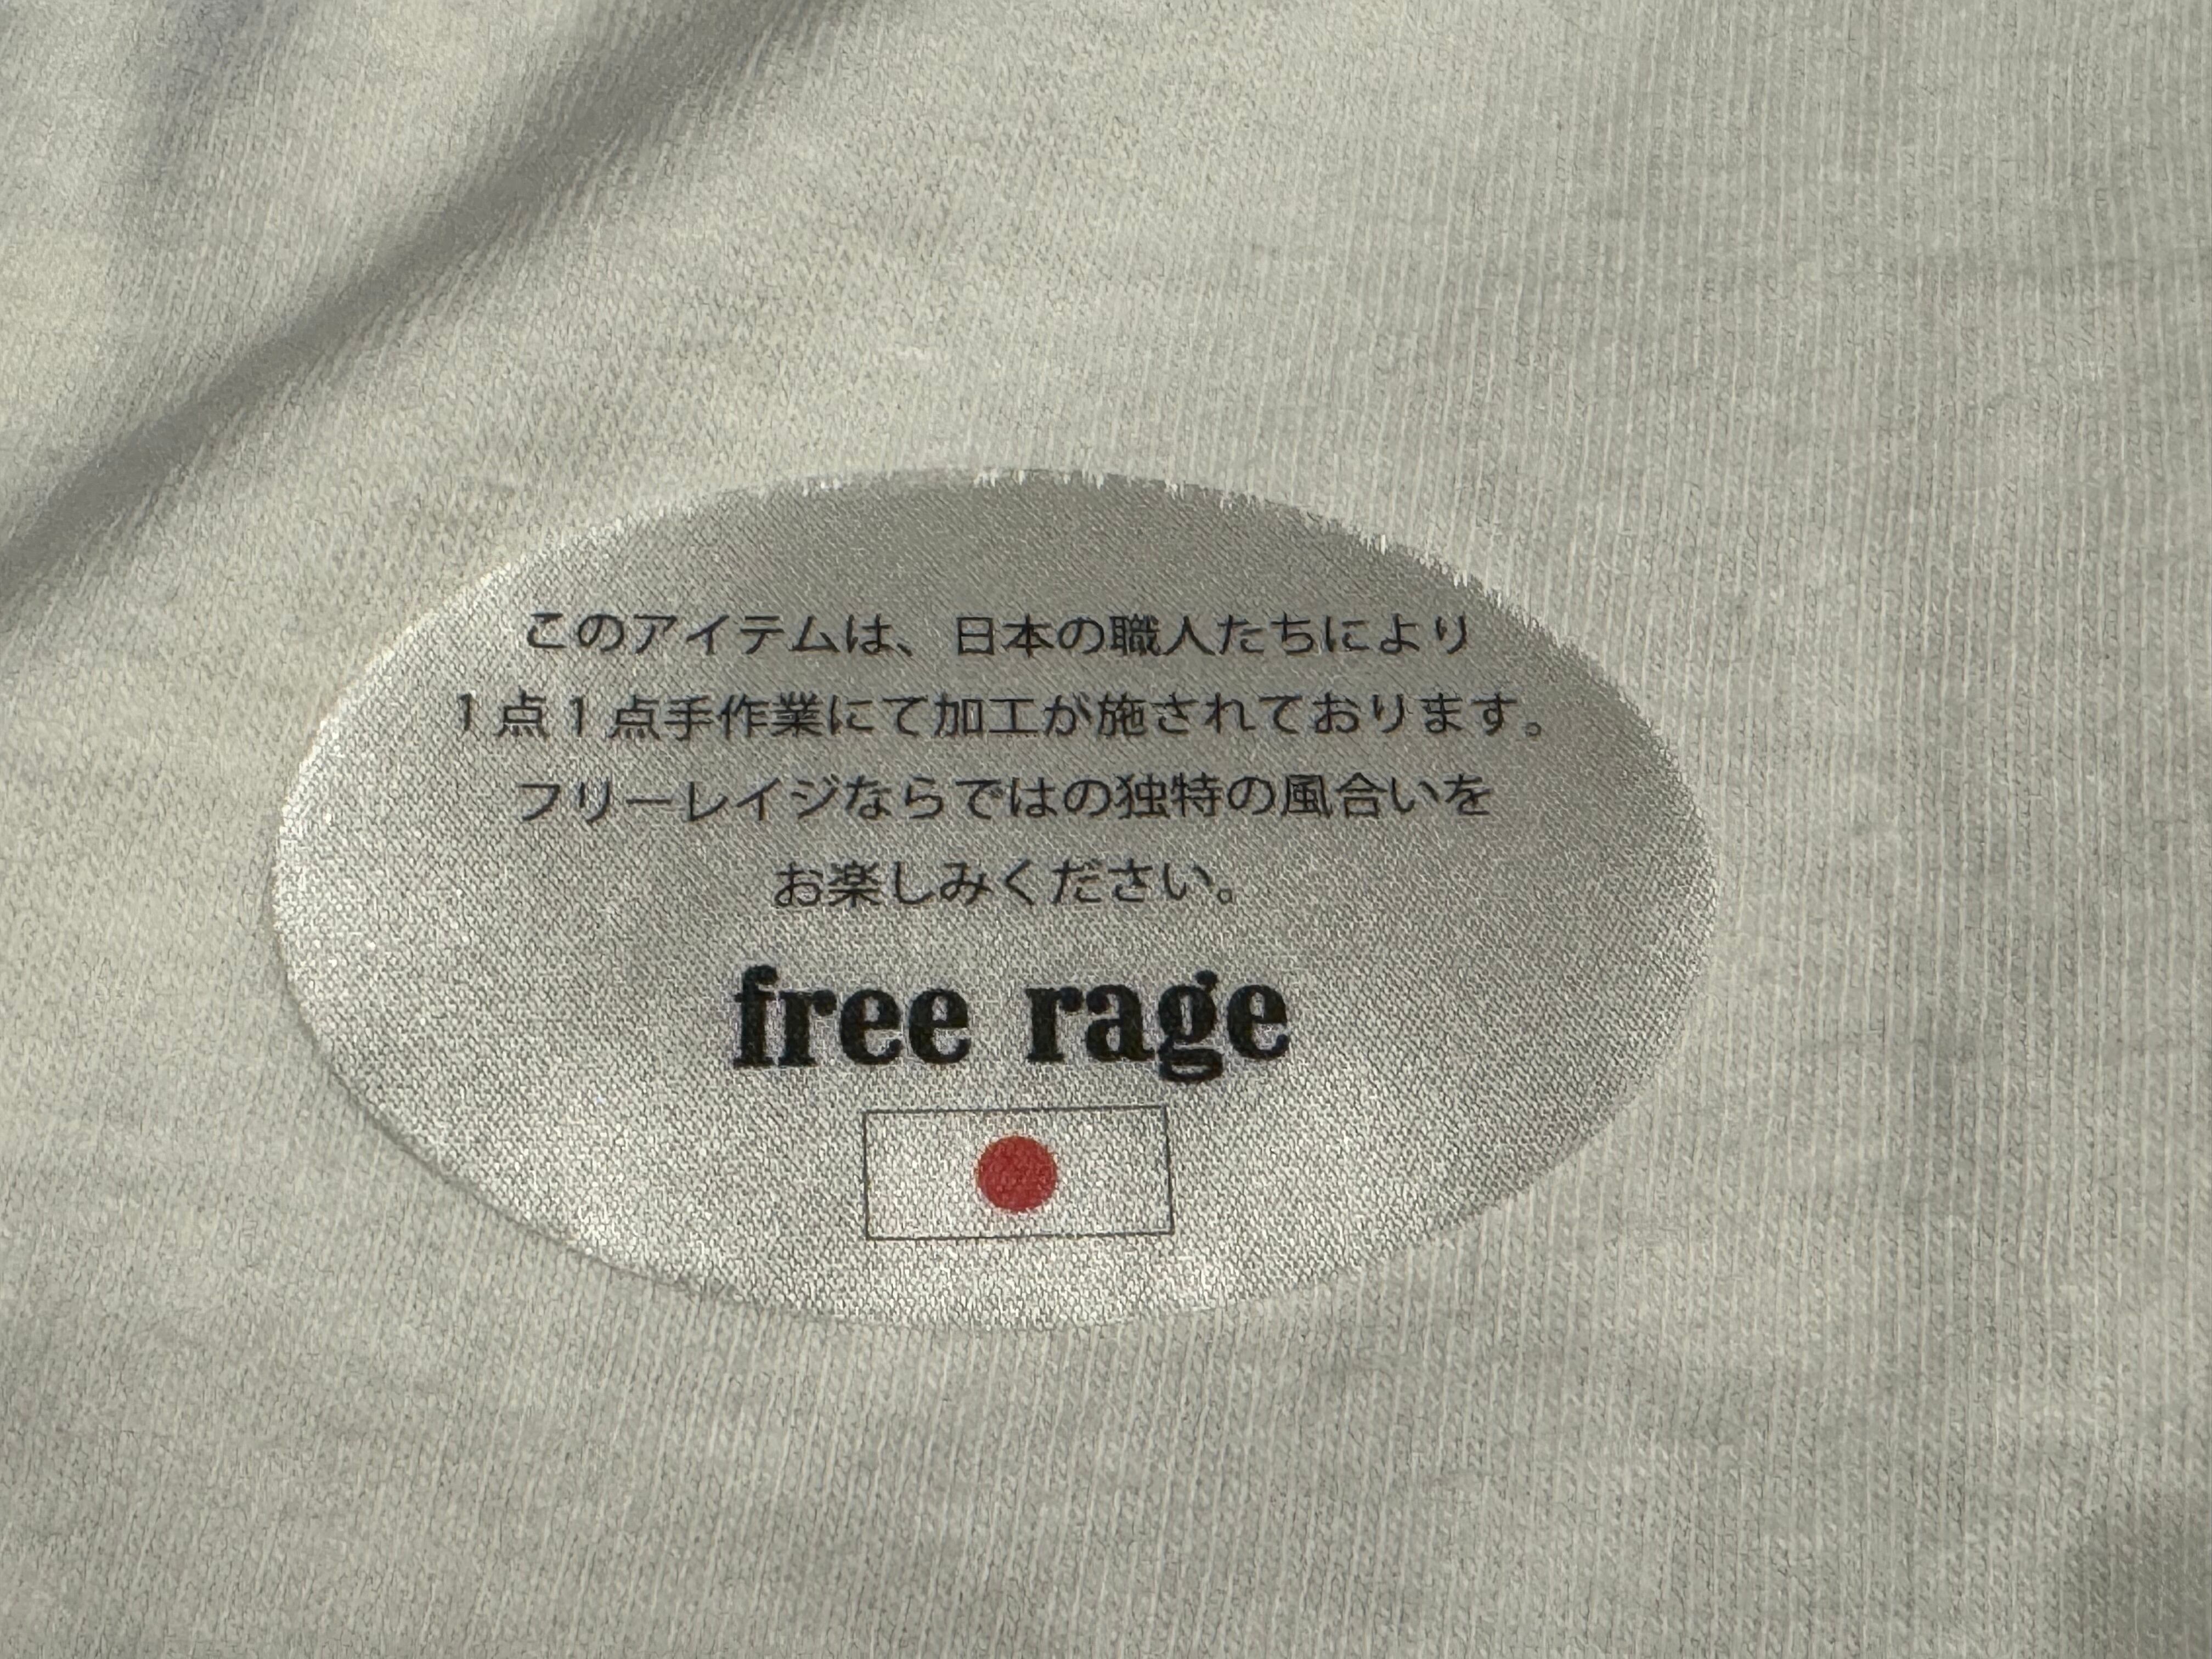 このアイテムは、日本の職人たちにより
1点1点手作業にて加工が施されております。
フリーレイジならではの独特の風合いを
お楽しみください。
free rage